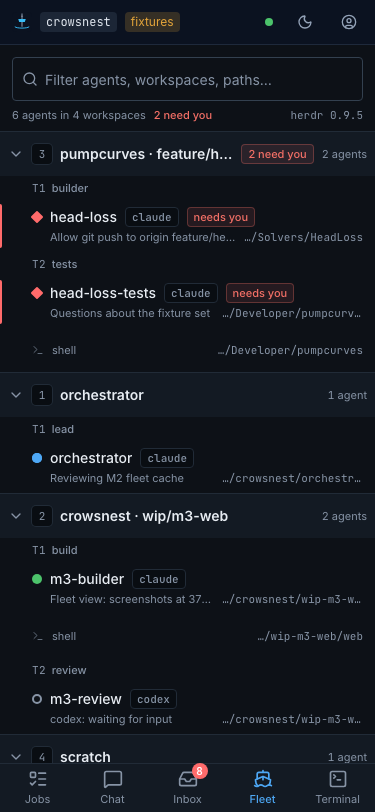 crowsnest fixtures
Filter agents, workspaces, paths...
6 agents in 4 workspaces 2 need you herdr 0.9.5
3 pumpcurves · feature/h... 2 need you 2 agents
T1 builder
head-loss claude needs you
Allow git push to origin feature/he... …/Solvers/HeadLoss
T2 tests
head-loss-tests claude needs you
Questions about the fixture set …/Developer/pumpcurv…
shell …/Developer/pumpcurves
1 orchestrator 1 agent
T1 lead
orchestrator claude
Reviewing M2 fleet cache …/crowsnest/orchestr…
2 crowsnest · wip/m3-web 2 agents
T1 build
m3-builder claude
Fleet view: screenshots at 37... …/crowsnest/wip-m3-w…
shell …/wip-m3-web/web
T2 review
m3-review codex
codex: waiting for input …/crowsnest/wip-m3-w…
4 scratch 1 agent
8
Jobs Chat Inbox Fleet Terminal